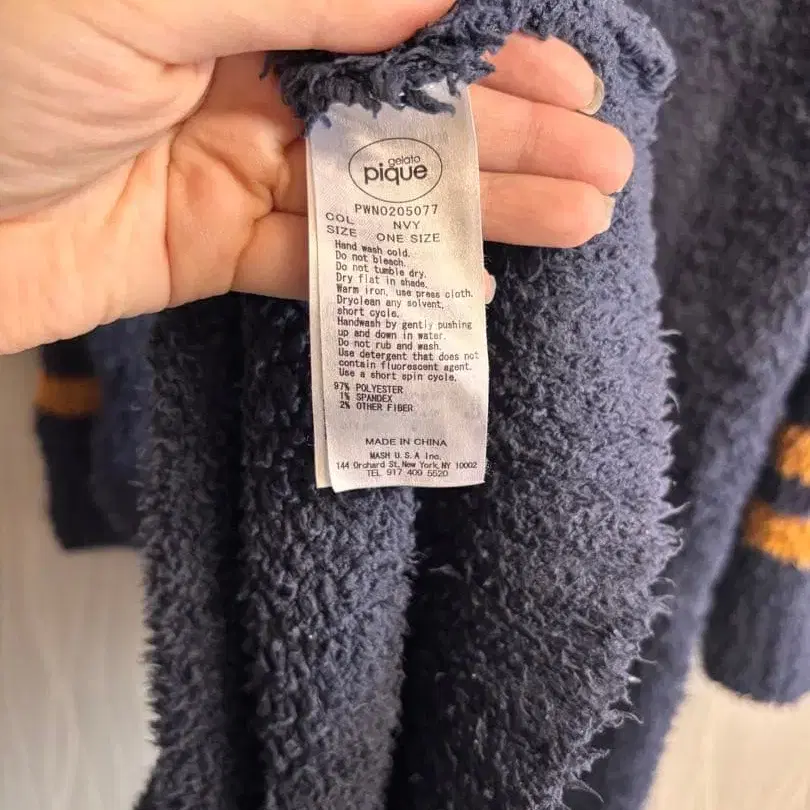 gelato
pique
PWNO205077
COL NVY
SIZE ONE SIZE
Hand wash cold.
Do not bleach.
Do not tumble dry.
Dry flat in shade.
Warm iron, use press cloth.
Dryclean any solvent,
short cycle.
Handwash by gently pushing
up and down in water.
Do not rub and wash.
Use detergent that does not
contain fluorescent agent.
Use a short spin cycle.
97% POLYESTER
1% SPANDEX
2% OTHER FIBER
MADE IN CHINA
MASH U.S.A Inc.
144 Orchard St, New York, NY 10002
TEL 917 409 5520